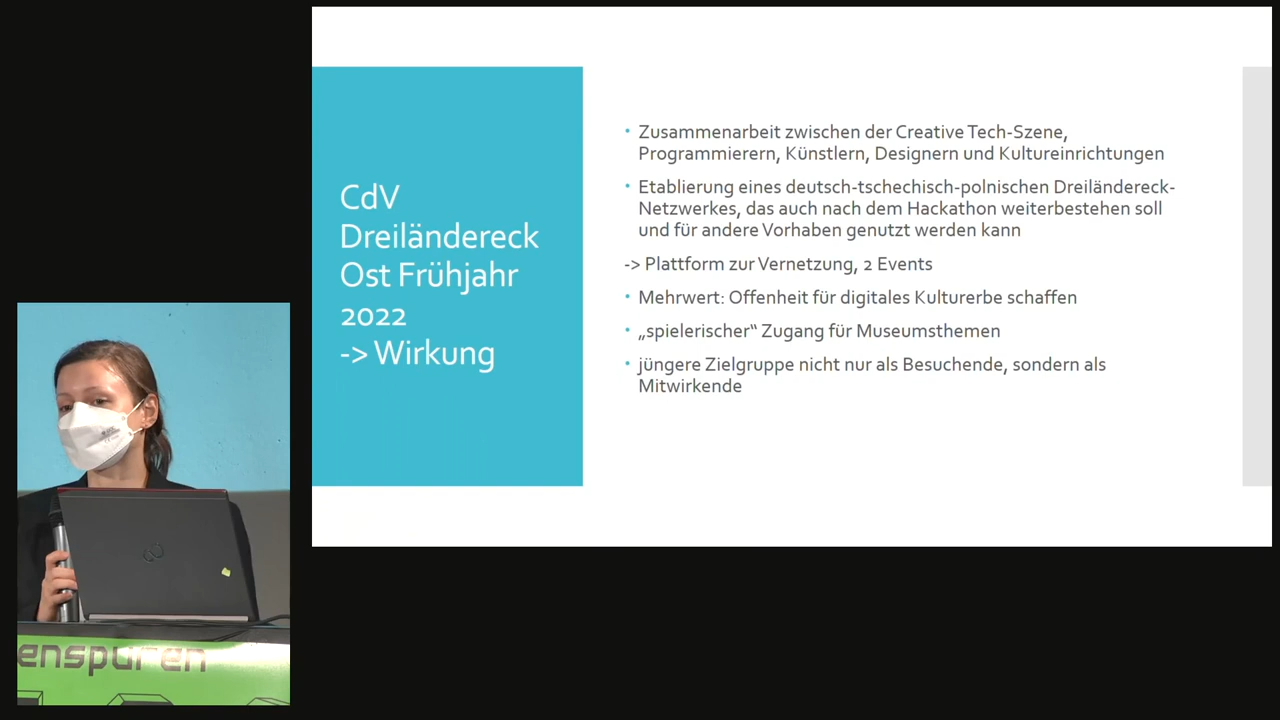 CdV
Dreiländereck
Ost Frühjahr
2022
-> Wirkung
• Zusammenarbeit zwischen der Creative Tech-Szene,
Programmierern, Künstlern, Designern und Kultureinrichtungen
• Etablierung eines deutsch-tschechisch-polnischen Dreiländereck-
Netzwerkes, das auch nach dem Hackathon weiterbestehen soll
und für andere Vorhaben genutzt werden kann
-> Plattform zur Vernetzung, 2 Events
• Mehrwert: Offenheit für digitales Kulturerbe schaffen
• „spielerischer“ Zugang für Museumsthemen
• jüngere Zielgruppe nicht nur als Besuchende, sondern als
Mitwirkende
enspuren